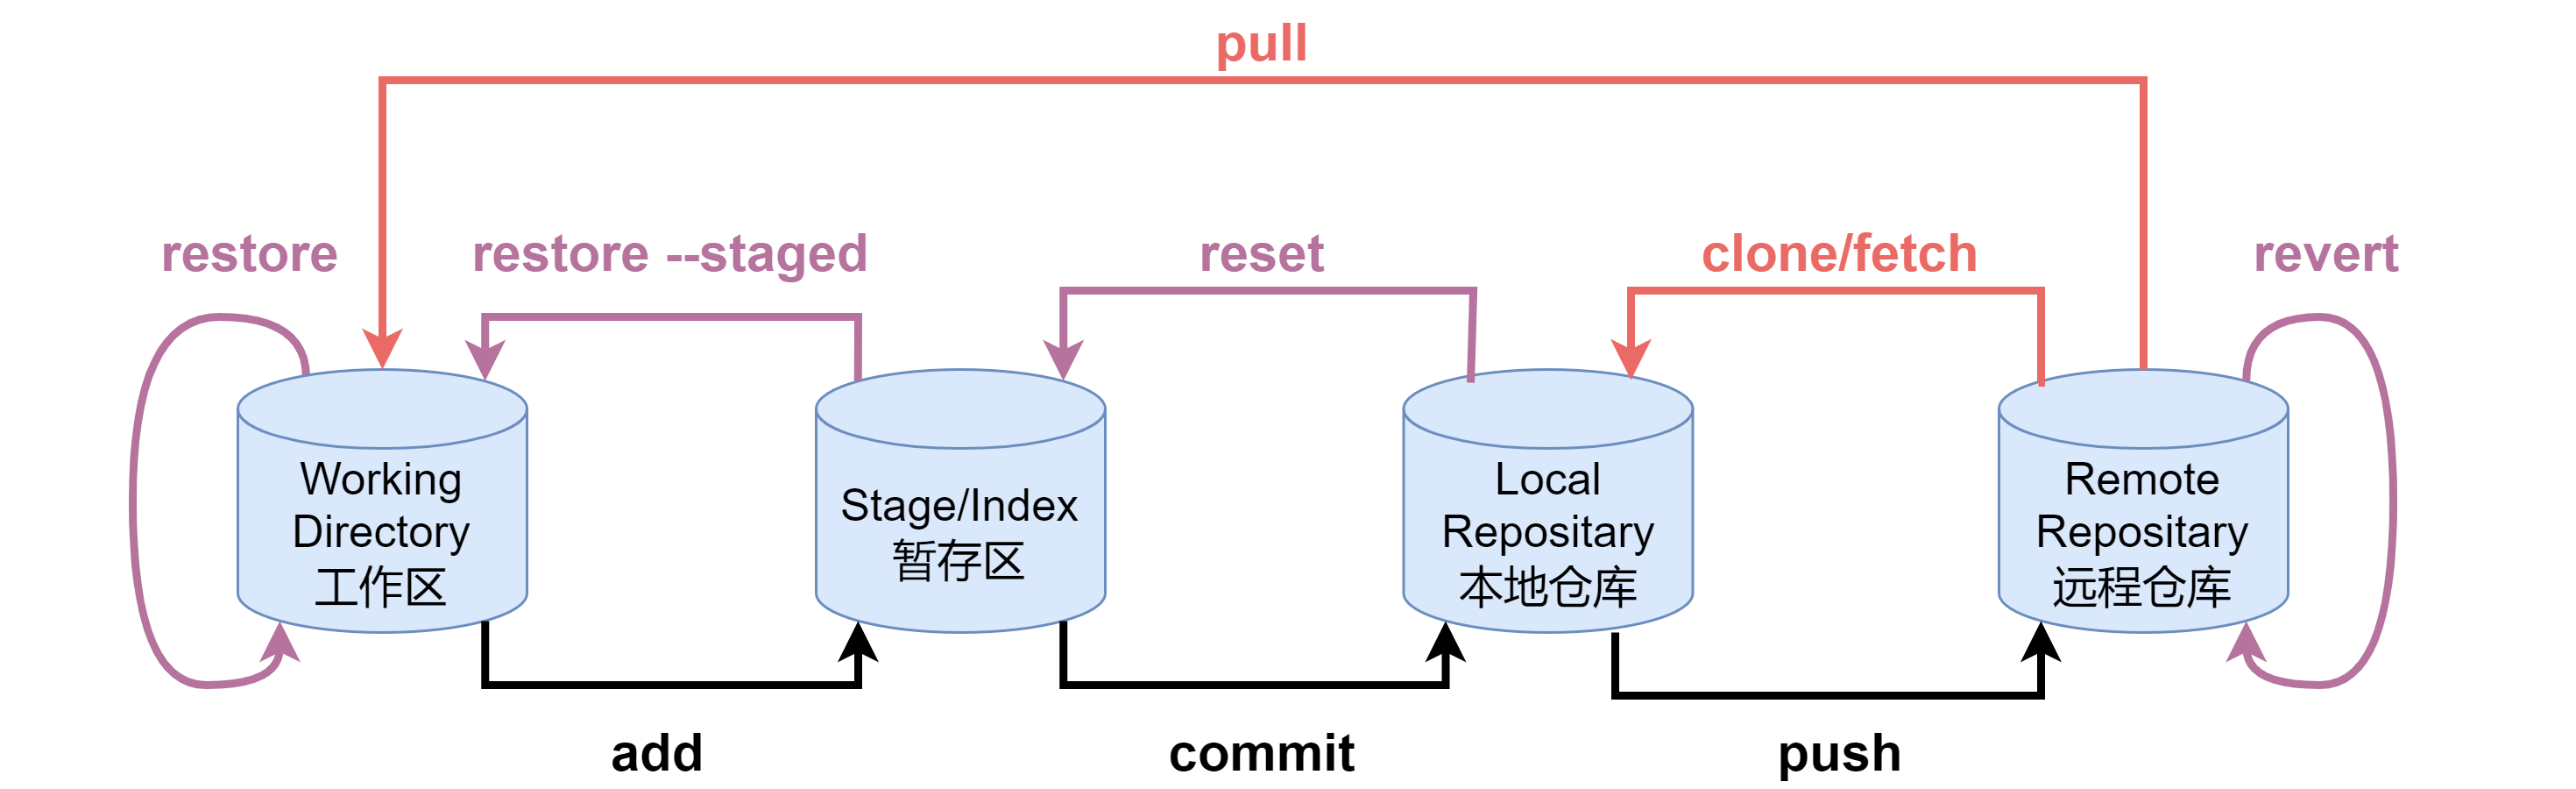 pull
restore
restore --staged
reset
clone/fetch
revert
Working
Directory
工作区
Stage/Index
暂存区
Local
Repositary
本地仓库
Remote
Repositary
远程仓库
add
commit
push